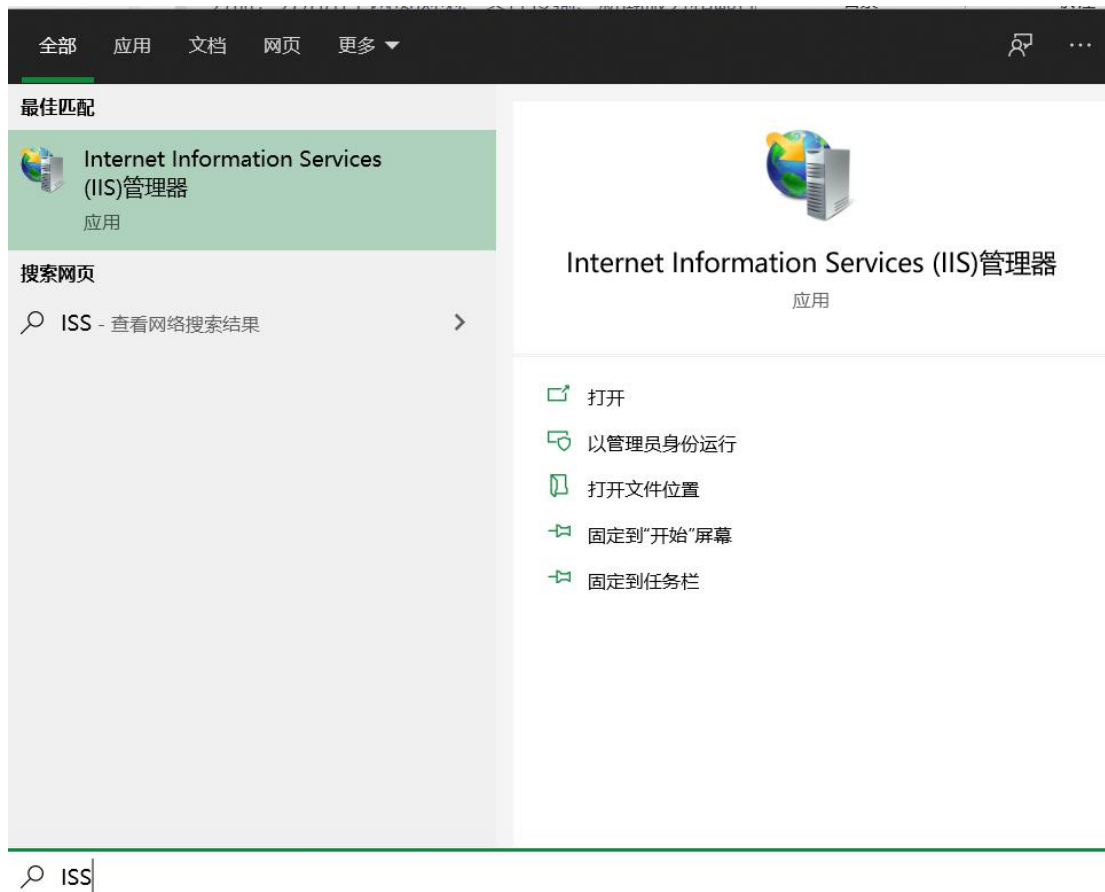 全部 应用 文档 网页 更多
最佳匹配
Internet Information Services
(IIS)管理器
应用
搜索网页
ISS - 查看网络搜索结果
Internet Information Services (IIS)管理器
应用
打开
以管理员身份运行
打开文件位置
固定到"开始"屏幕
固定到任务栏
ISS